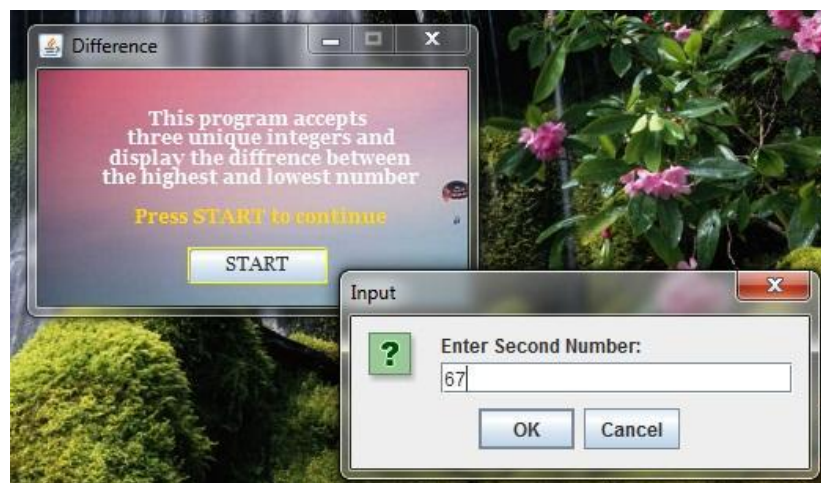 Difference
This program accepts
three unique integers and
display the diffrence between
the highest and lowest number
Press START to continue
START
Input
?
Enter Second Number:
67
OK
Cancel